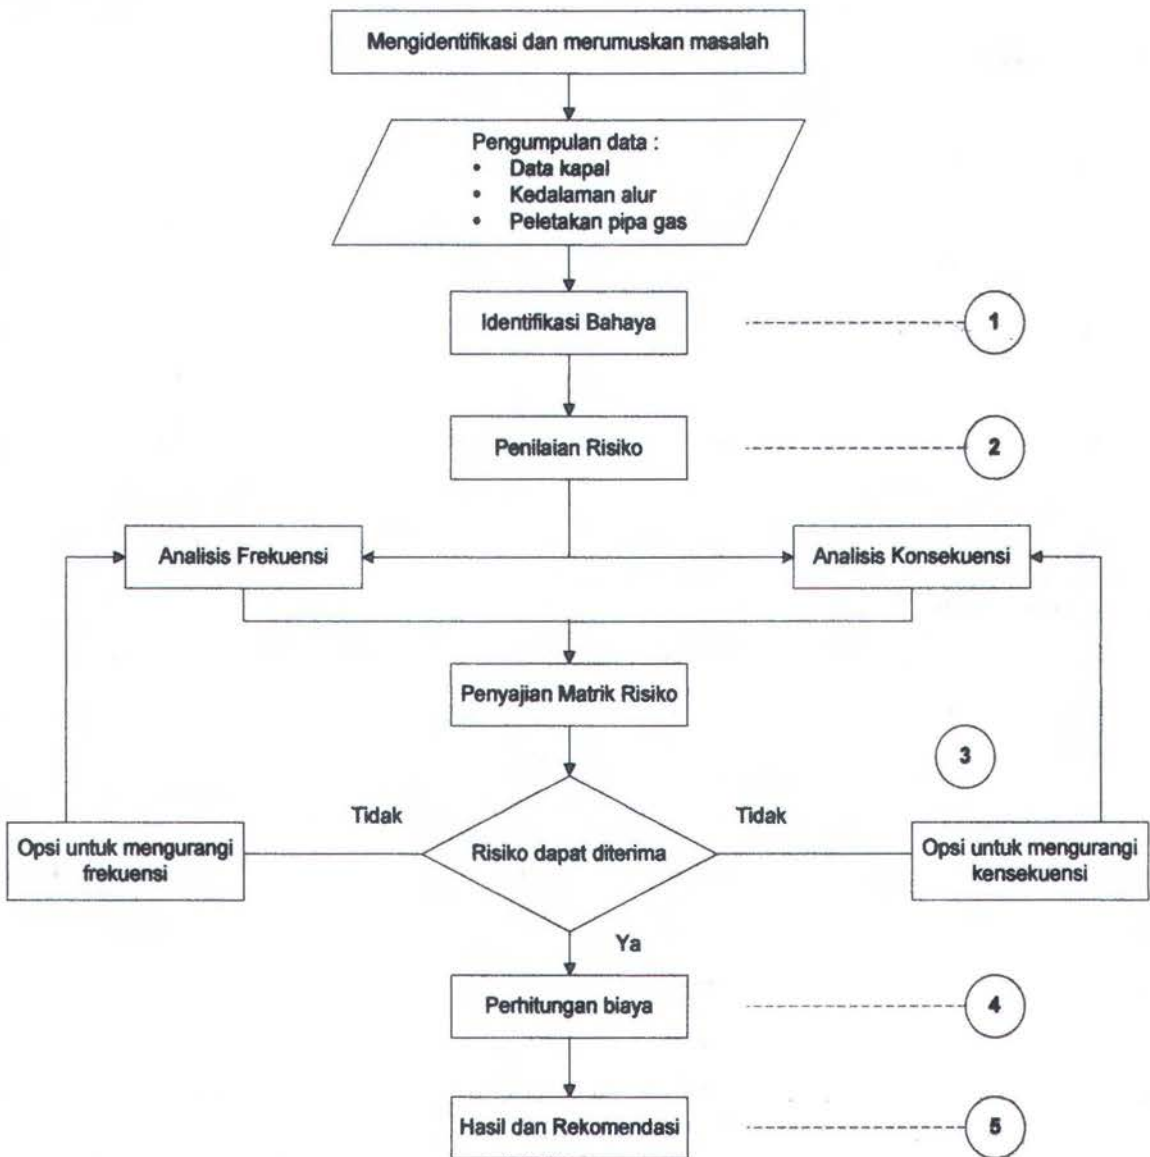 Mengidentifikasi dan merumuskan masalah
Pengumpulan data :
• Data kapal
• Kedalaman alur
• Peletakan pipa gas
Identifikasi Bahaya
1
Penilaian Risiko
2
Analisis Frekuensi
Analisis Konsekuensi
Penyajian Matrik Risiko
3
Tidak
Tidak
Opsi untuk mengurangi
frekuensi
Risiko dapat diterima
Opsi untuk mengurangi
kensekuensi
Ya
Perhitungan biaya
4
Hasil dan Rekomendasi
5